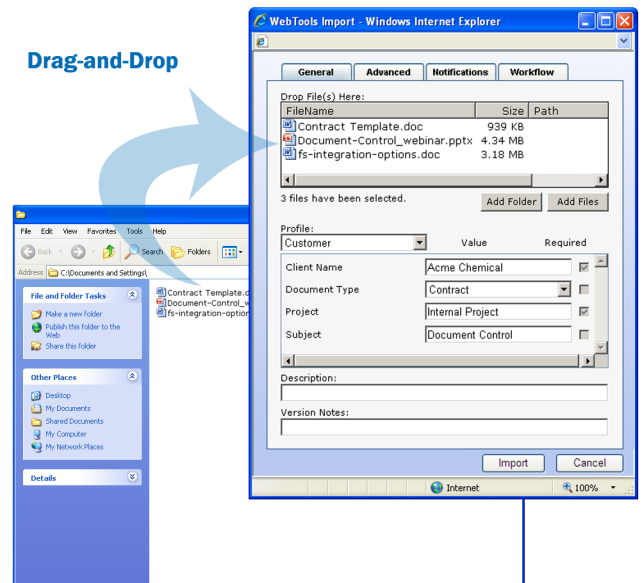 WebTools Import - Windows Internet Explorer
Drag-and-Drop
General Advanced Notifications Workflow
Drop File(s) Here:
FileName Size Path
Contract Template.doc 939 KB
Document-Control_webinar.pptx 4.34 MB
fs-integration-options.doc 3.18 MB
3 files have been selected. Add Folder Add Files
Profile:
Customer Value Required
Client Name Acme Chemical
Document Type Contract
Project Internal Project
Subject Document Control
Description:
Version Notes:
Import Cancel
Internet 100%
File Edit View Favorites Tools Help
Back Search Folders
Address C:\Documents and Settings\
File and Folder Tasks
Make a new folder
Publish this folder to the
Web
Share this folder
Other Places
Desktop
My Documents
Shared Documents
My Computer
My Network Places
Details
Contract Template.d
Document-Control_w
fs-integration-option